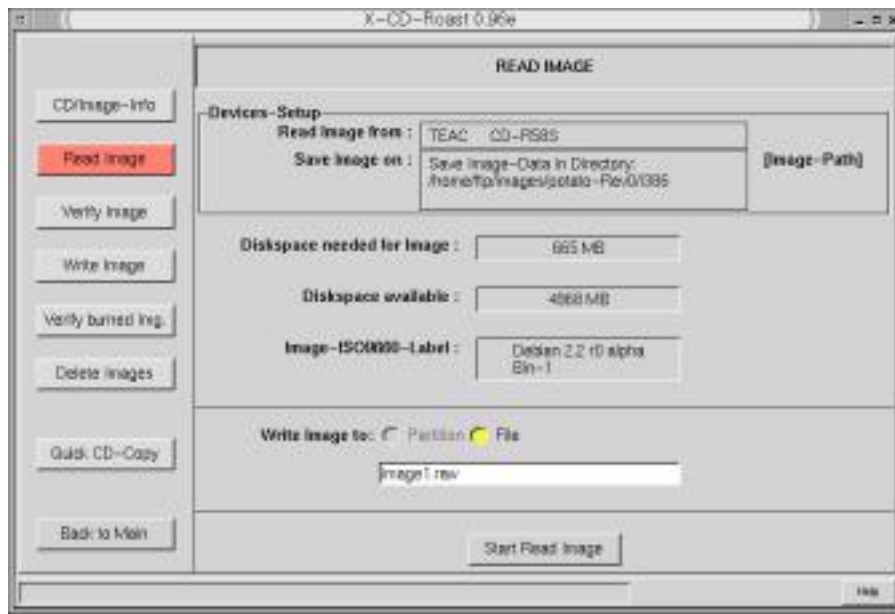 X-CD-Roast 0.96e
READ IMAGE
CD/Image-Info
Read Image
Verify Image
Write Image
Verify burned Img.
Delete Images
Quick CD-Copy
Back to Main
Devices-Setup
Read Image from : TEAC CD-R58S
Save Image on : Save Image-Data in Directory:
/home/ftp/images/potato-Rev0/i386
[Image-Path]
Diskspace needed for Image : 665 MB
Diskspace available : 4968 MB
Image-ISO9660-Label : Debian 2.2 r0 alpha
Bin-1
Write Image to: Partition File
image1.raw
Start Read Image
Help